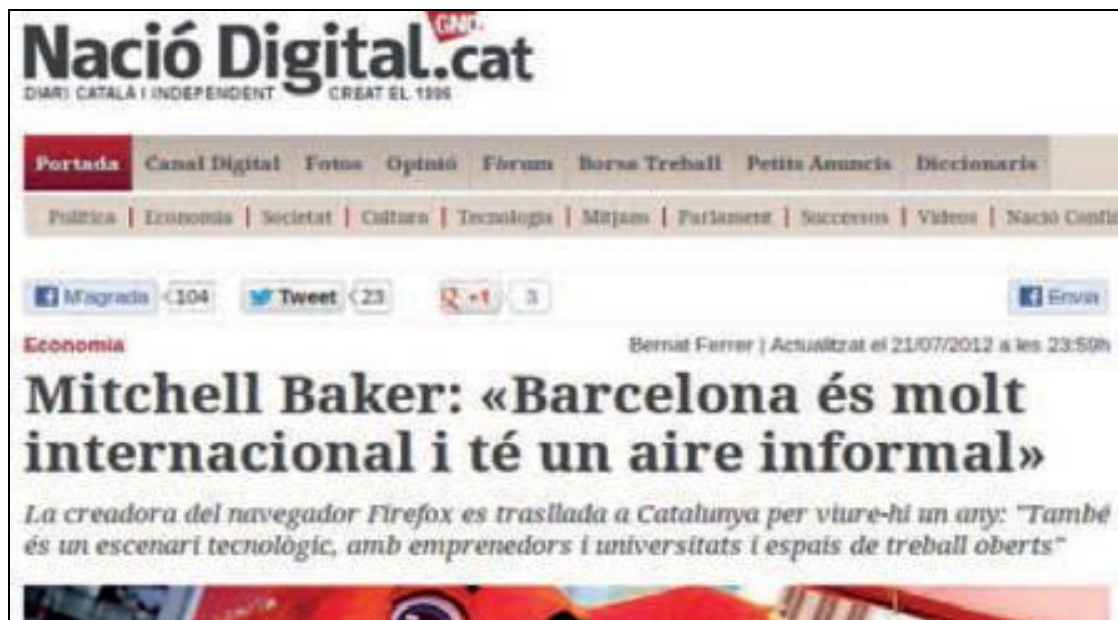 GND.
Nació Digital.cat
DIARI CATALÀ I INDEPENDENT CREAT EL 1996
Portada Canal Digital Fotos Opinió Fòrum Borsa Treball Petits Anuncis Diccionaris
Política | Economia | Societat | Cultura | Tecnologia | Mitjans | Parlament | Successos | Vídeos | Nació Confi
M'agrada 104 Tweet 23 +1 3 Envia
Economia Bernat Ferrer | Actualitzat el 21/07/2012 a les 23:59h
Mitchell Baker: «Barcelona és molt
internacional i té un aire informal»
La creadora del navegador Firefox es trasllada a Catalunya per viure-hi un any: "També
és un escenari tecnològic, amb emprenedors i universitats i espais de treball oberts"